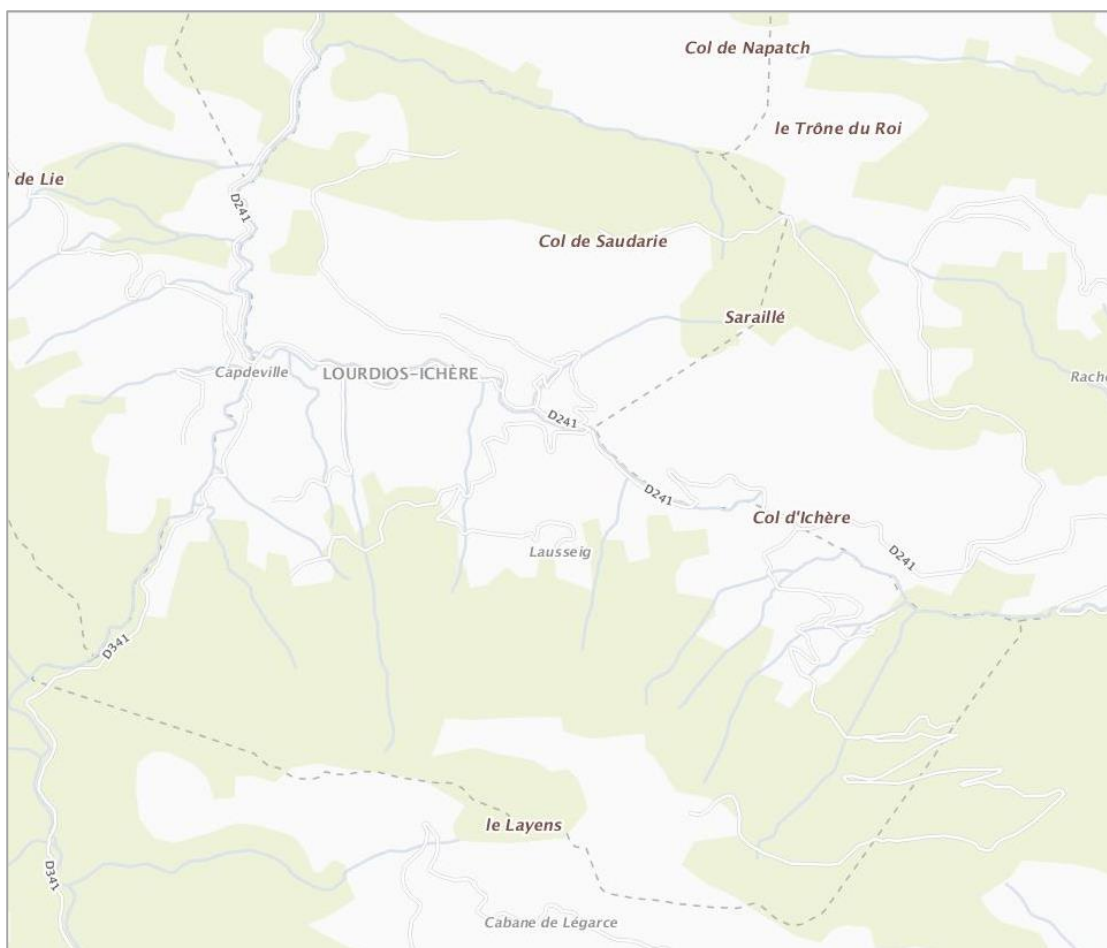 Col de Napatch
le Trône du Roi
de Lie
D241
Col de Saudarie
Saraillé
Capdeville
LOURDIOS-ICHÈRE
D241
D241
Col d'Ichère
Lausseig
D241
D341
le Layens
D341
Cabane de Légarce